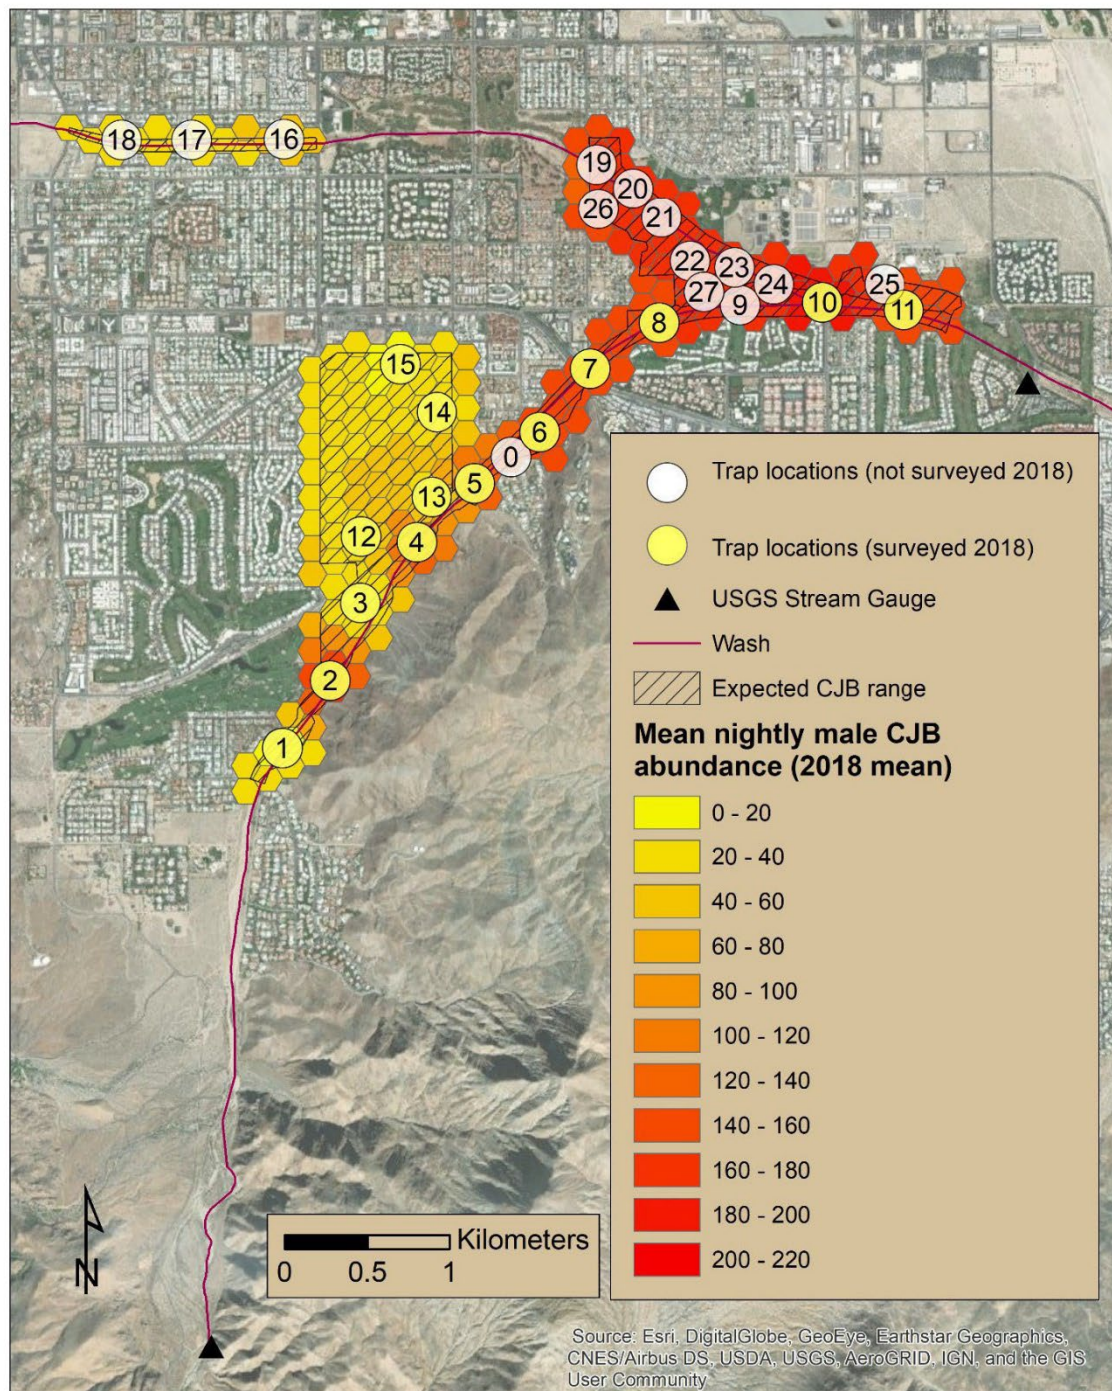 18
17
16
19
20
26
21
22
23
27
24
25
9
10
11
8
7
15
14
6
0
5
13
12
4
3
2
1
Trap locations (not surveyed 2018)
Trap locations (surveyed 2018)
USGS Stream Gauge
Wash
Expected CJB range
Mean nightly male CJB
abundance (2018 mean)
0 - 20
20 - 40
40 - 60
60 - 80
80 - 100
100 - 120
120 - 140
140 - 160
160 - 180
180 - 200
200 - 220
N
Kilometers
0 0.5 1
Source: Esri, DigitalGlobe, GeoEye, Earthstar Geographics,
CNES/Airbus DS, USDA, USGS, AeroGRID, IGN, and the GIS
User Community